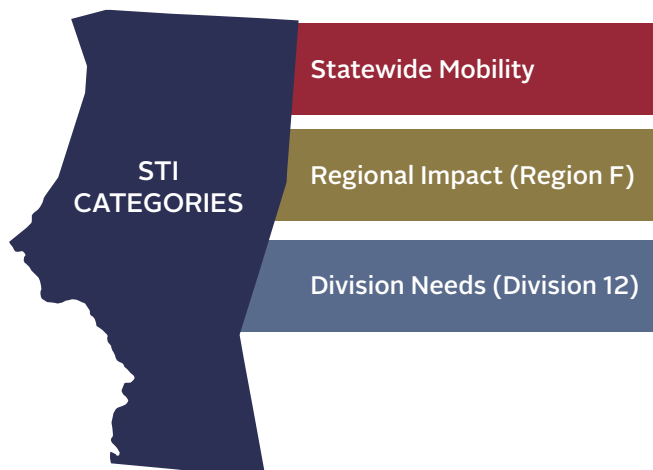 STI
CATEGORIES
Statewide Mobility
Regional Impact (Region F)
Division Needs (Division 12)